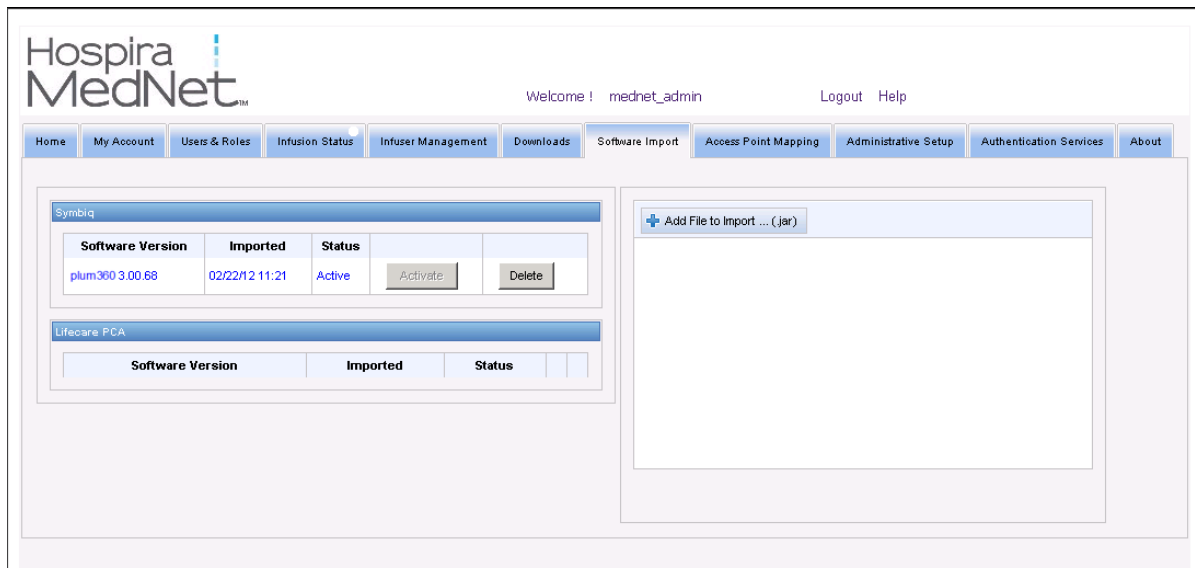 Hospira
MedNet™
Welcome ! mednet_admin Logout Help
Home My Account Users & Roles Infusion Status Infuser Management Downloads Software Import Access Point Mapping Administrative Setup Authentication Services About
Symbiq
Software Version Imported Status
plum360 3.00.68 02/22/12 11:21 Active Activate Delete
Lifecare PCA
Software Version Imported Status
Add File to Import ... (.jar)